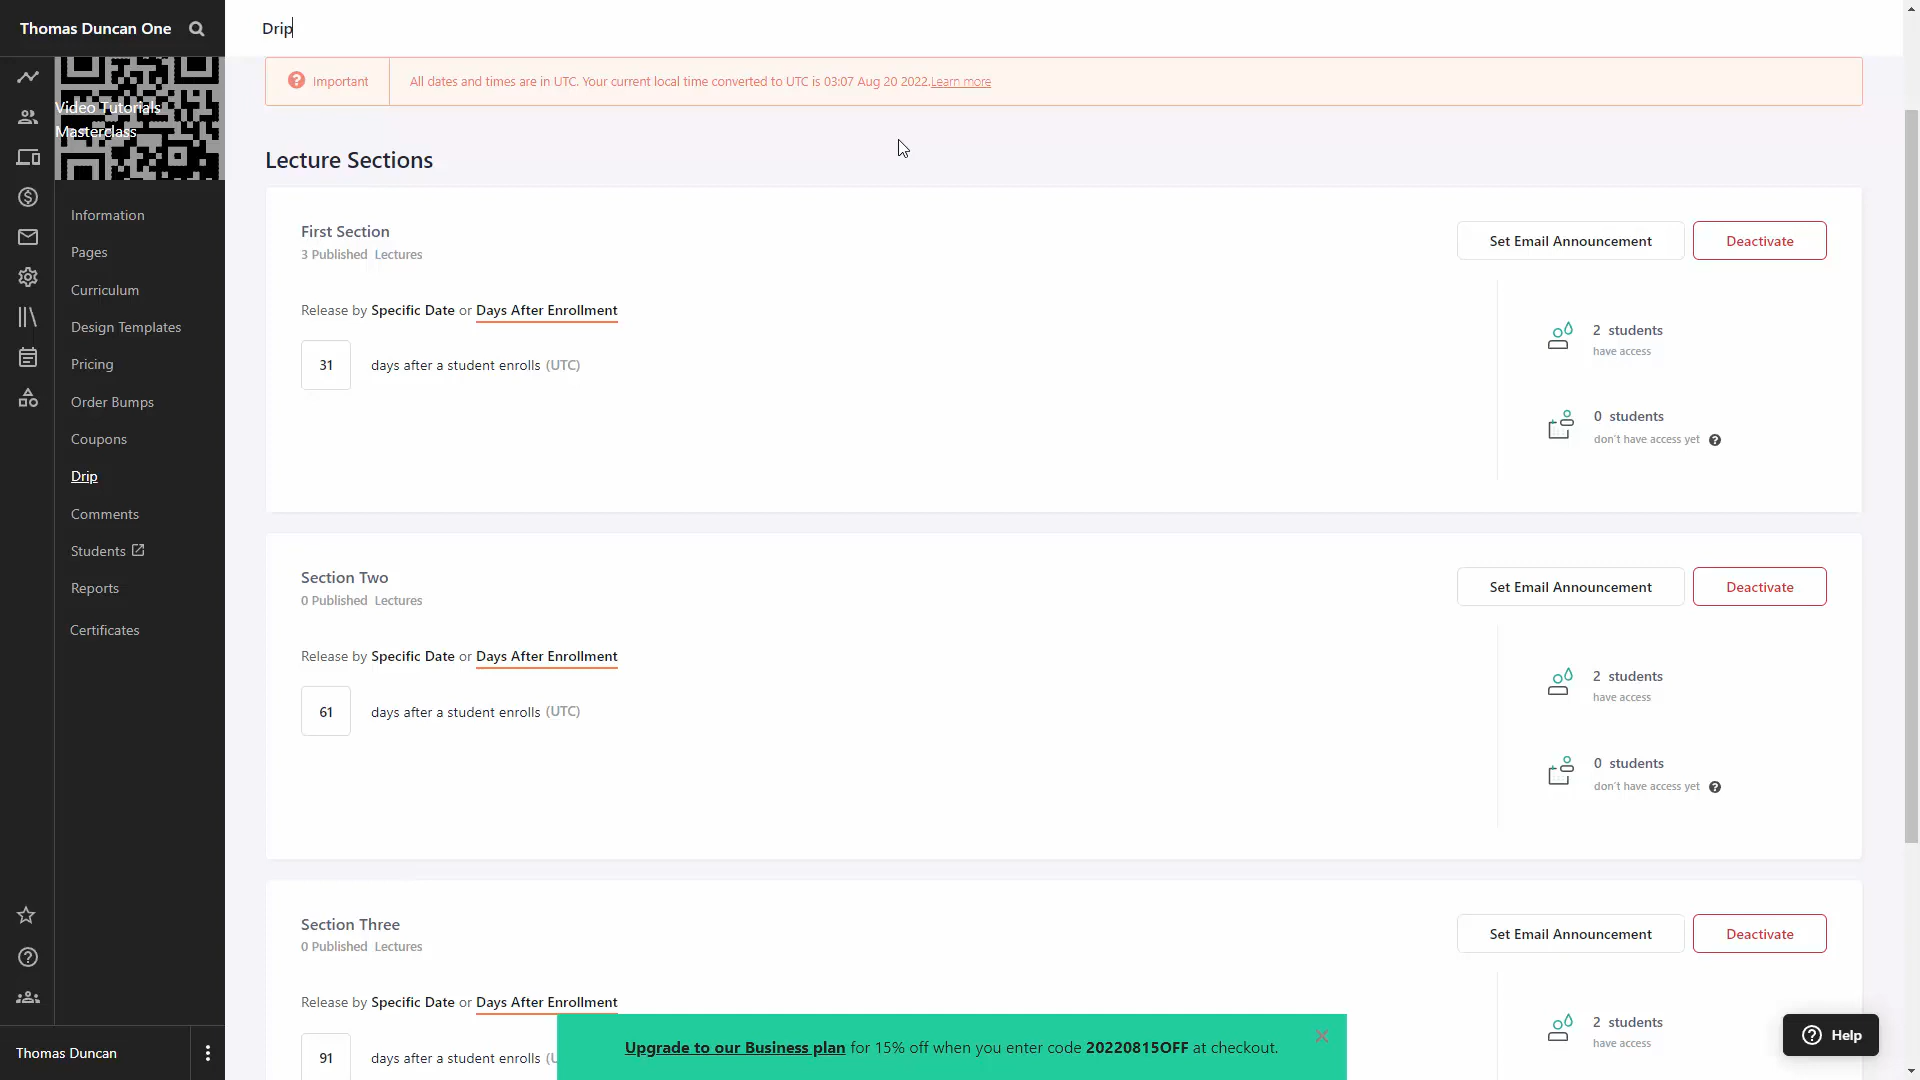 Thomas Duncan One
Drip
Video Tutorials
Masterclass
Information
Pages
Curriculum
Design Templates
Pricing
Order Bumps
Coupons
Drip
Comments
Students
Reports
Certificates
Thomas Duncan
Important
All dates and times are in UTC. Your current local time converted to UTC is 03:07 Aug 20 2022.Learn more
Lecture Sections
First Section
3 Published Lectures
Set Email Announcement
Deactivate
Release by Specific Date or Days After Enrollment
31 days after a student enrolls (UTC)
2 students
have access
0 students
don't have access yet
Section Two
0 Published Lectures
Set Email Announcement
Deactivate
Release by Specific Date or Days After Enrollment
61 days after a student enrolls (UTC)
2 students
have access
0 students
don't have access yet
Section Three
0 Published Lectures
Set Email Announcement
Deactivate
Release by Specific Date or Days After Enrollment
91 days after a student enrolls
2 students
have access
Upgrade to our Business plan for 15% off when you enter code 20220815OFF at checkout.
Help